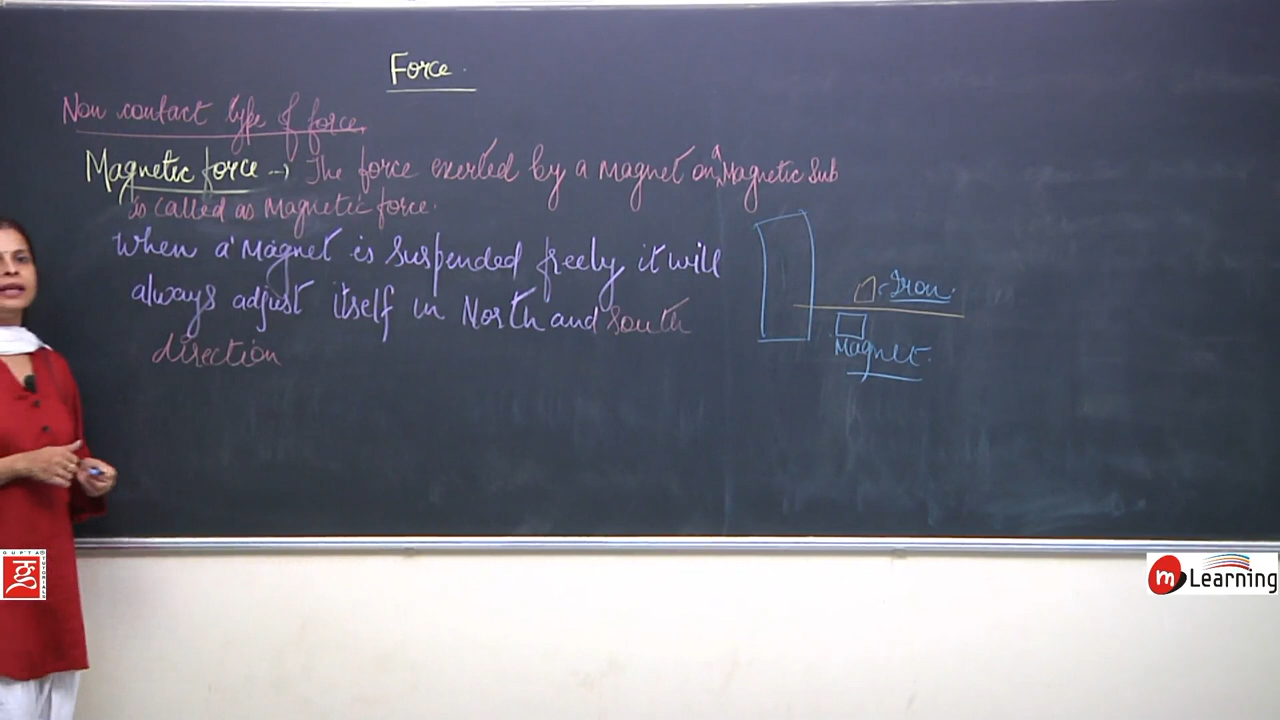 Force.
Non contact type of force.
Magnetic force → The force exerted by a magnet on a Magnetic Sub
is called as Magnetic force.
When a Magnet is suspended freely it will
always adjust itself in North and South
direction
Iron.
Magnet.
GUPTA TUTORIALS
m Learning